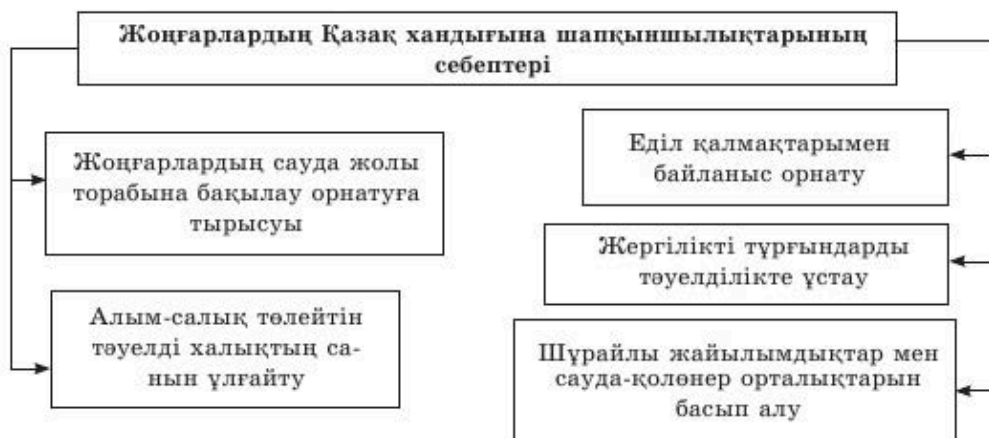 Жоңғарлардың Қазақ хандығына шапқыншылықтарының
себептері
Жоңғарлардың сауда жолы
торабына бақылау орнатуға
тырысуы
Алым-салық төлейтін
тәуелді халықтың са-
нын ұлғайту
Еділ қалмақтарымен
байланыс орнату
Жергілікті тұрғындарды
тәуелділікте ұстау
Шұрайлы жайылымдықтар мен
сауда-қолөнер орталықтарын
басып алу